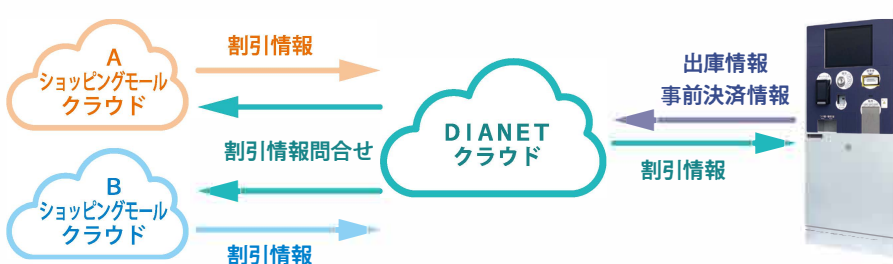 A
ショッピングモール
クラウド
割引情報
割引情報問合せ
B
ショッピングモール
クラウド
割引情報
DIANET
クラウド
出庫情報
事前決済情報
割引情報